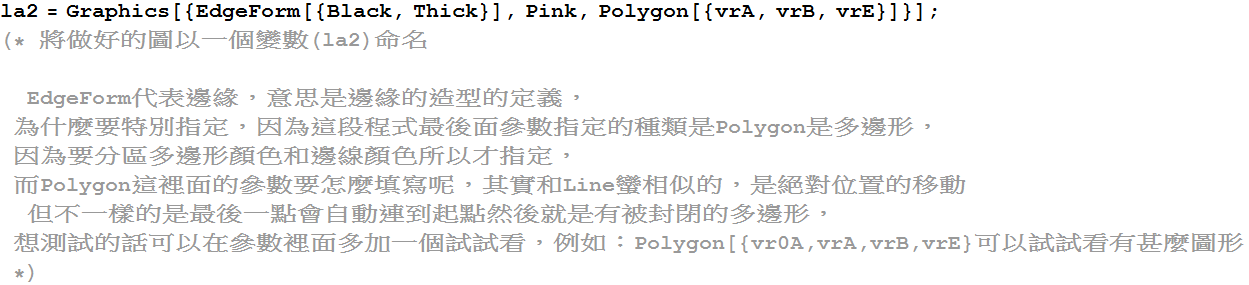 la2 = Graphics[{EdgeForm[{Black, Thick}], Pink, Polygon[{vrA, vrB, vrE}]}];
(* 將做好的圖以一個變數(la2)命名
EdgeForm代表邊緣，意思是邊緣的造型的定義，
為什麼要特別指定，因為這段程式最後面參數指定的種類是Polygon是多邊形，
因為要分區多邊形顏色和邊線顏色所以才指定，
而Polygon這裡面的參數要怎麼填寫呢，其實和Line蠻相似的，是絕對位置的移動
但不一樣的是最後一點會自動連到起點然後就是有被封閉的多邊形，
想測試的話可以在參數裡面多加一個試試看，例如：Polygon[{vr0A,vrA,vrB,vrE}可以試試看有甚麼圖形
*)